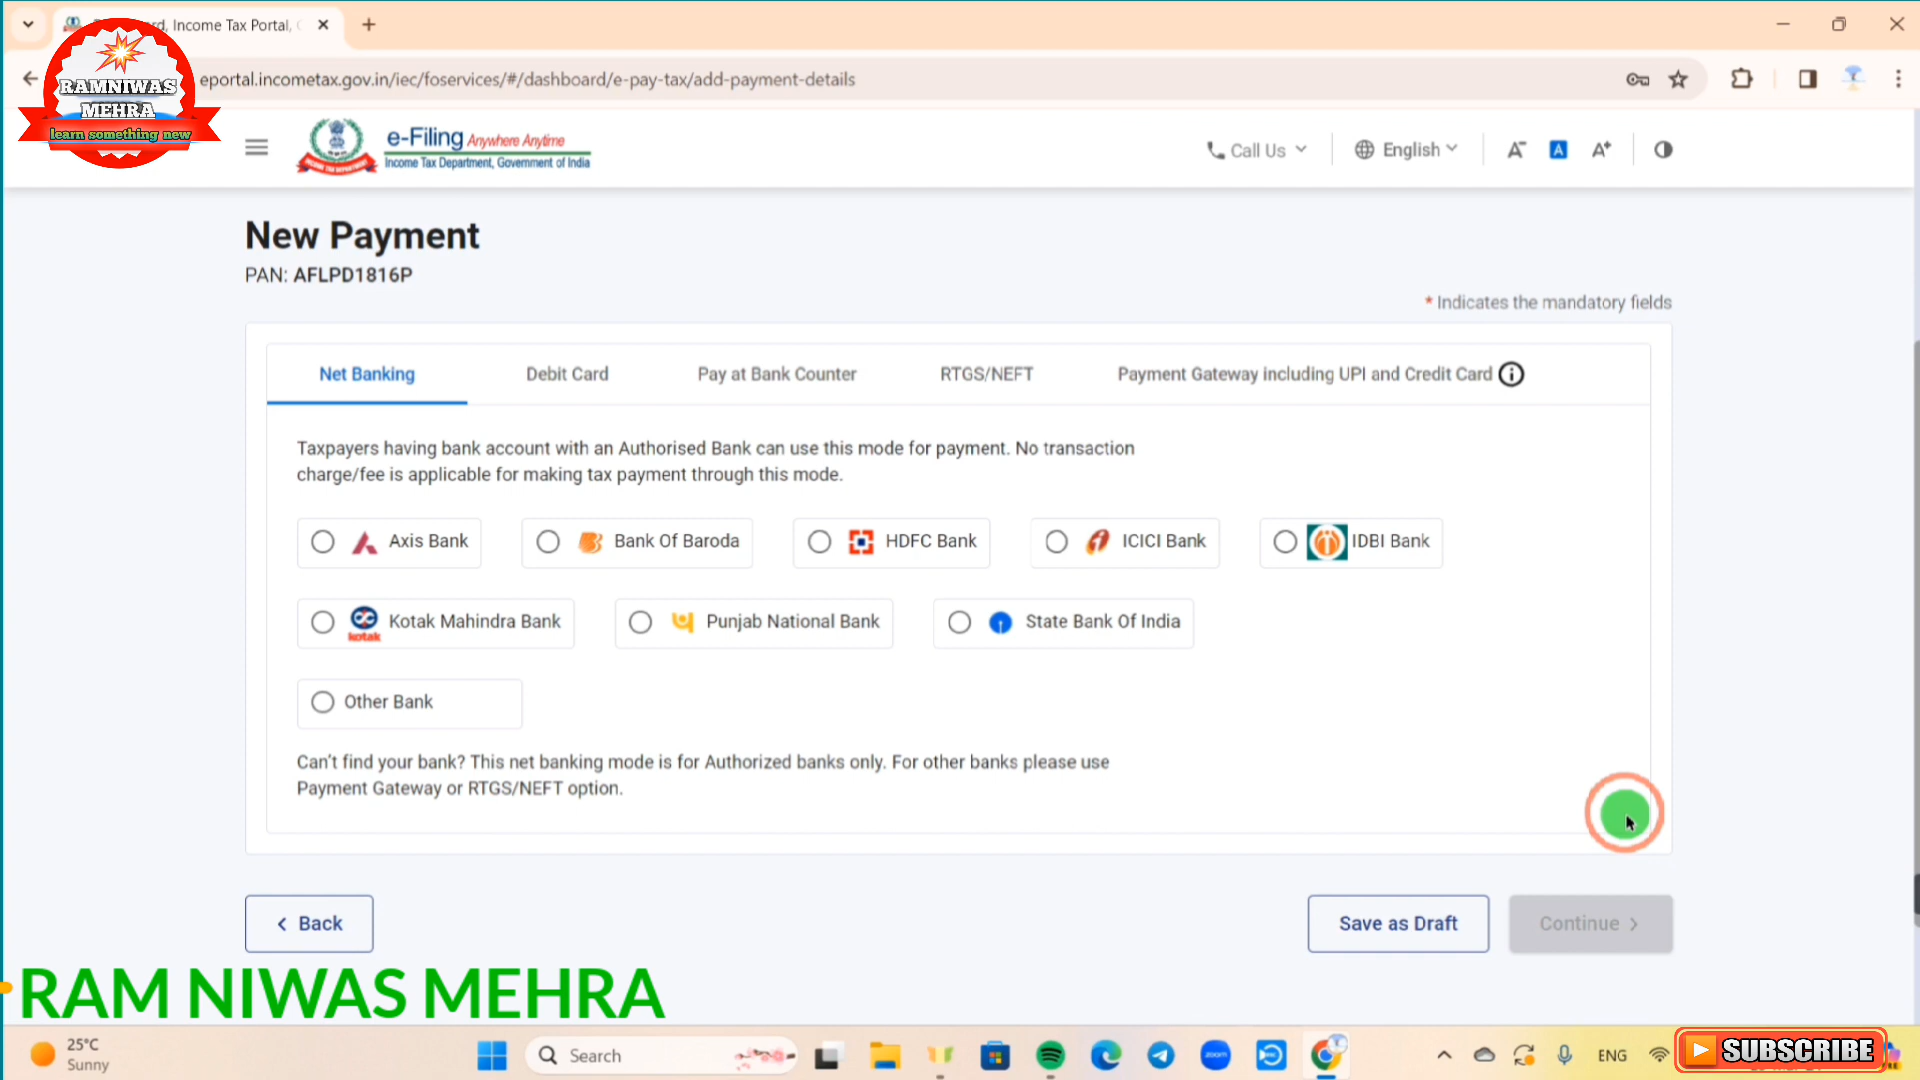 rd, Income Tax Portal,
eportal.incometax.gov.in/iec/foservices/#/dashboard/e-pay-tax/add-payment-details
RAMNIWAS
MEHRA
learn something new
e-Filing Anywhere Anytime
Income Tax Department, Government of India
Call Us
English
A- A A+
New Payment
PAN: AFLPD1816P
* Indicates the mandatory fields
Net Banking Debit Card Pay at Bank Counter RTGS/NEFT Payment Gateway including UPI and Credit Card
Taxpayers having bank account with an Authorised Bank can use this mode for payment. No transaction
charge/fee is applicable for making tax payment through this mode.
Axis Bank Bank Of Baroda HDFC Bank ICICI Bank IDBI Bank
kotak Kotak Mahindra Bank Punjab National Bank State Bank Of India
Other Bank
Can't find your bank? This net banking mode is for Authorized banks only. For other banks please use
Payment Gateway or RTGS/NEFT option.
< Back
Save as Draft
Continue >
RAM NIWAS MEHRA
25°C
Sunny
Search
zoom
ENG
SUBSCRIBE